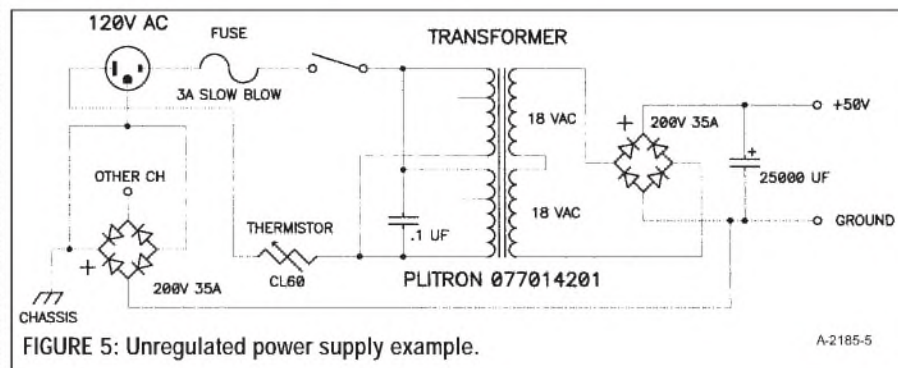 120V AC
FUSE
TRANSFORMER
3A SLOW BLOW
18 VAC
+
200V 35A
+
+50V
25000 UF
OTHER CH
THERMISTOR
.1 UF
18 VAC
GROUND
+
200V 35A
CL60
PLITRON 077014201
CHASSIS
FIGURE 5: Unregulated power supply example.
A-2185-5